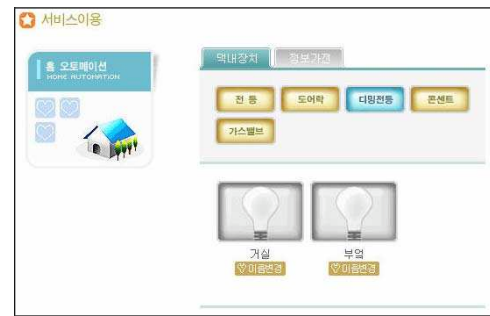 서비스이용
홈 오토메이션
HOME AUTOMATION
댁내장치 정보가전
전 등 도어락 디밍전등 콘센트
가스밸브
거실 부엌
이름변경 이름변경